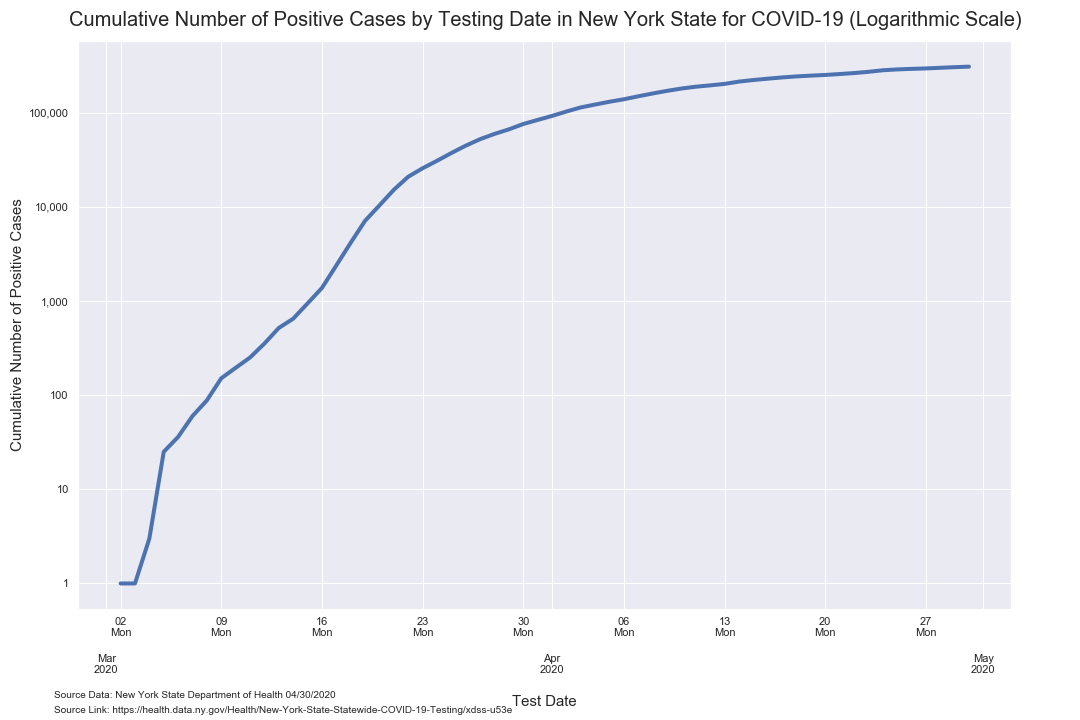 Cumulative Number of Positive Cases by Testing Date in New York State for COVID-19 (Logarithmic Scale)
Cumulative Number of Positive Cases
100,000
10,000
1,000
100
10
1
02 09 16 23 30 06 13 20 27
Mon Mon Mon Mon Mon Mon Mon Mon Mon
Mar Apr May
2020 2020 2020
Test Date
Source Data: New York State Department of Health 04/30/2020
Source Link: https://health.data.ny.gov/Health/New-York-State-Statewide-COVID-19-Testing/xdss-u53e